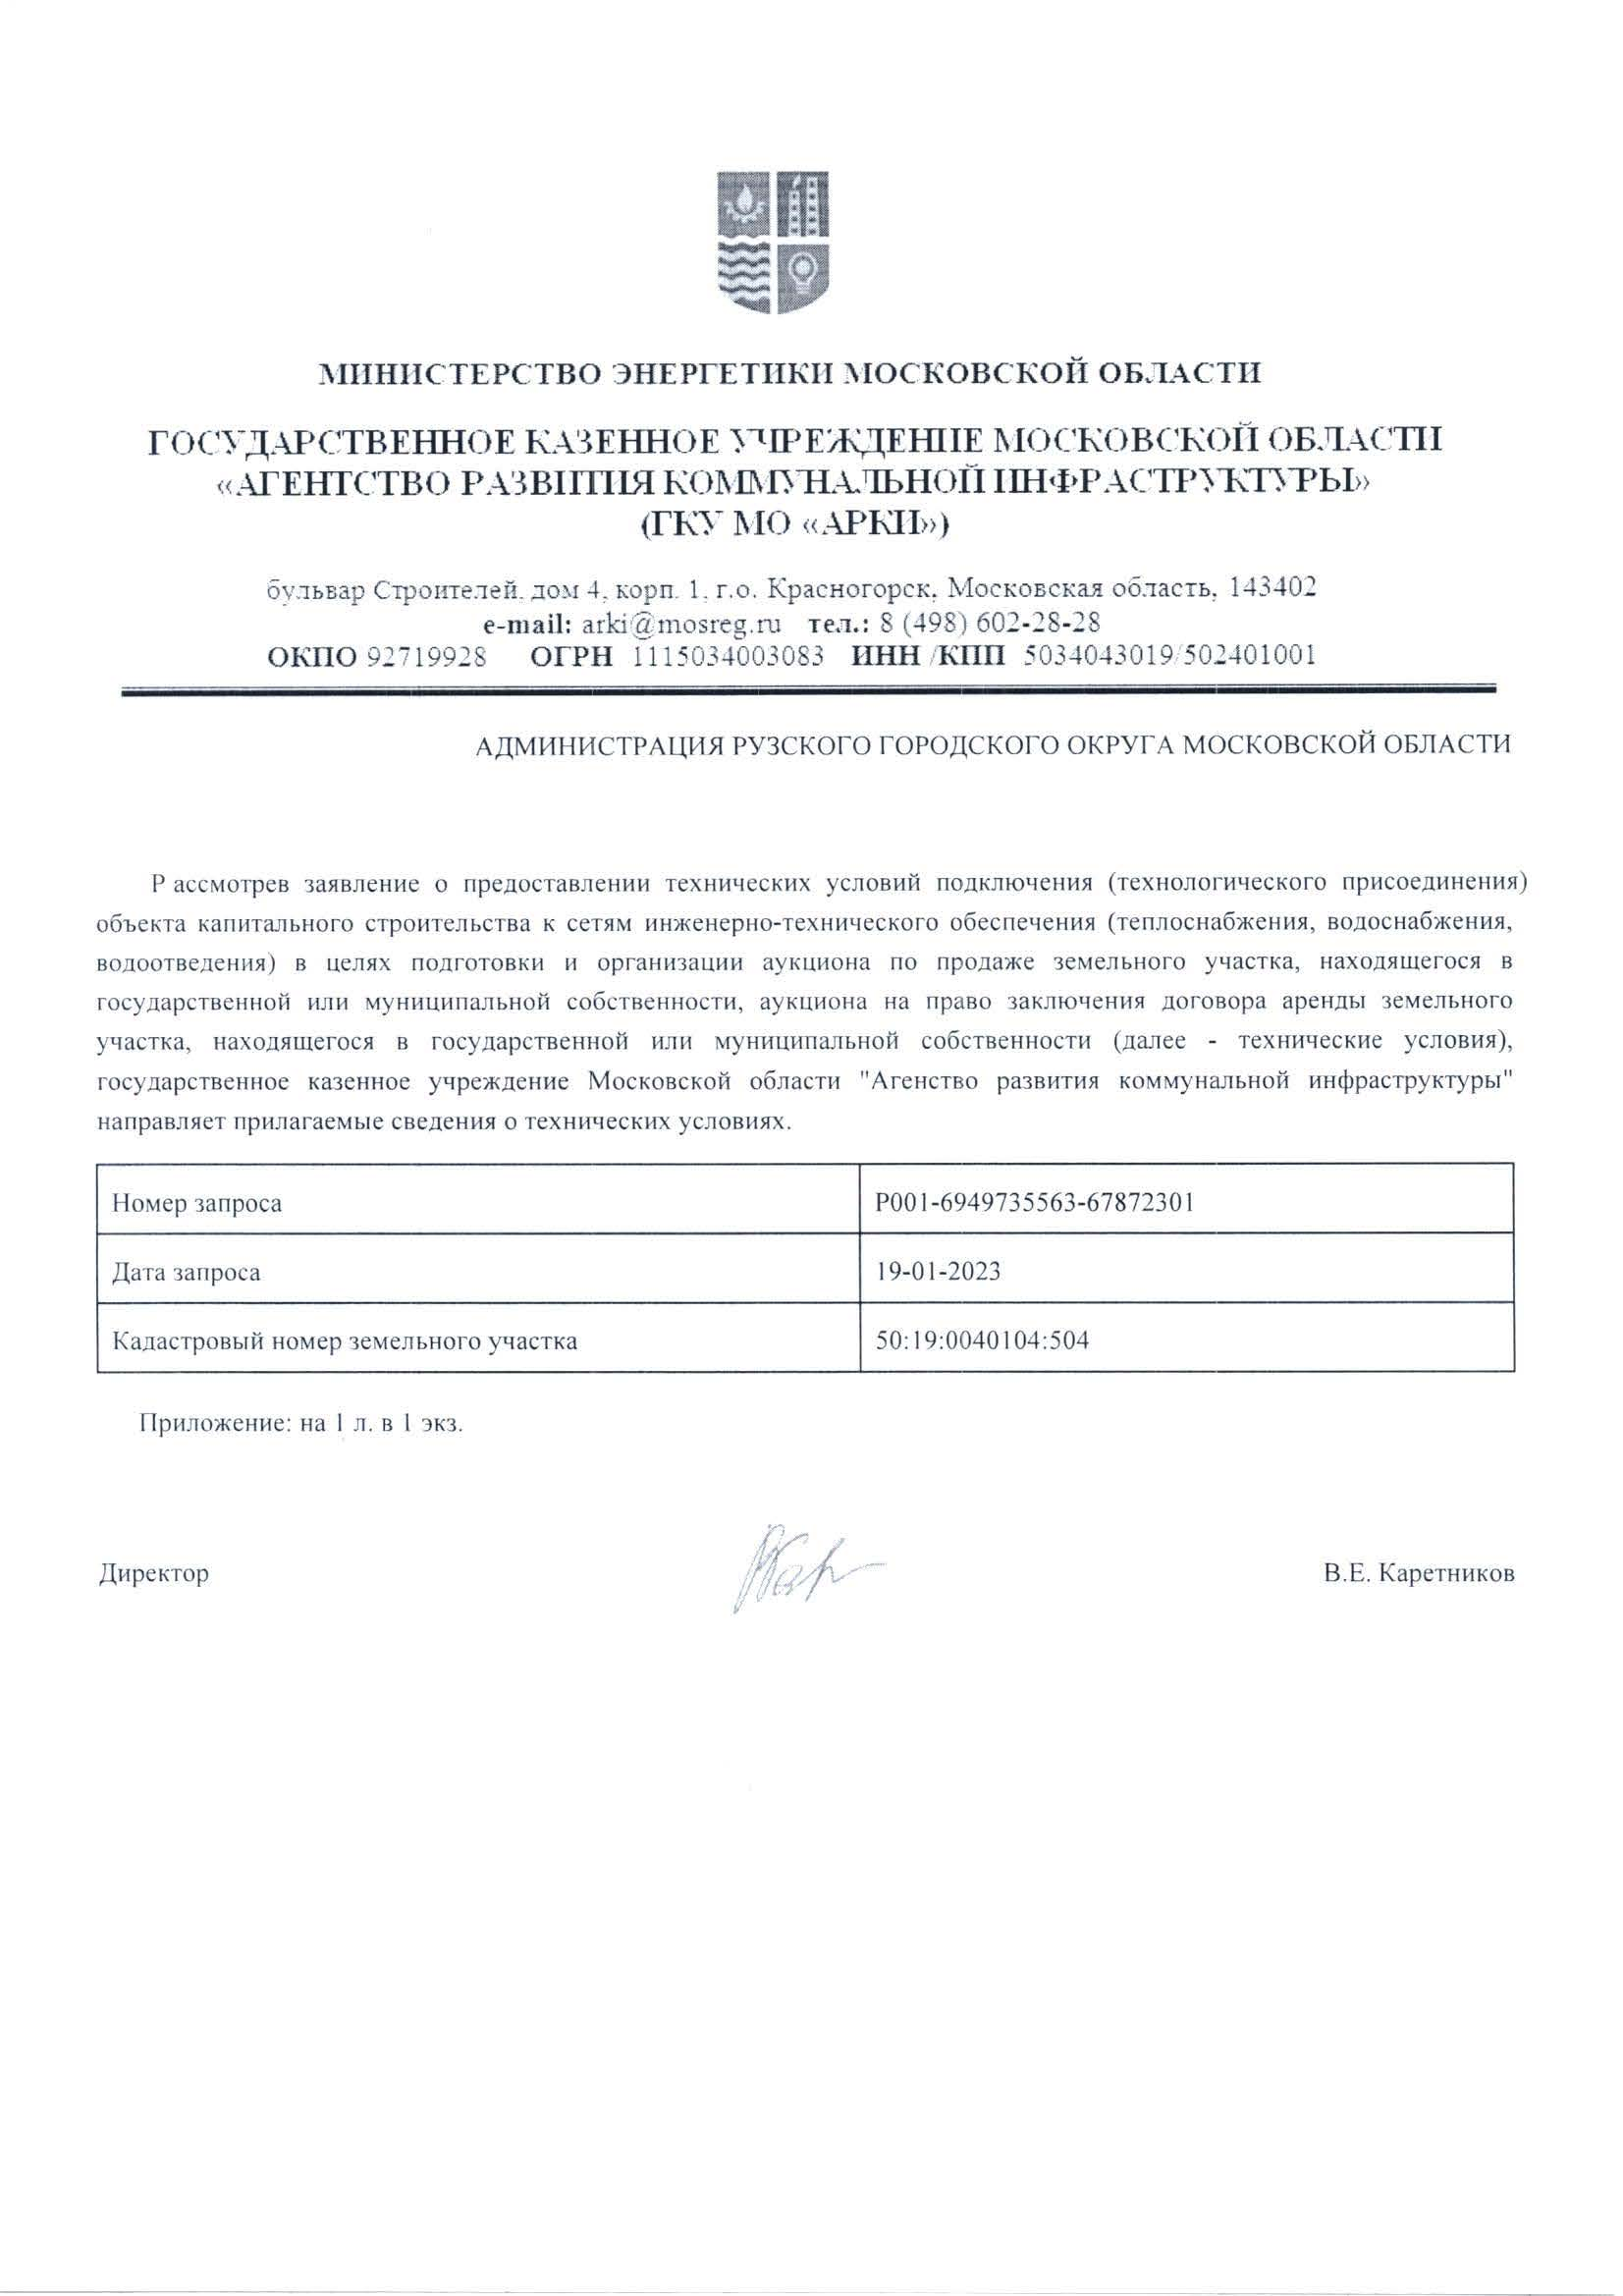 МИНИСТЕРСТВО ЭНЕРГЕТИКИ МОСКОВСКОЙ ОБЛАСТИ
ГОСУДАРСТВЕННОЕ КАЗЕННОЕ УЧРЕЖДЕНИЕ МОСКОВСКОЙ ОБЛАСТИ
«АГЕНТСТВО РАЗВИТИЯ КОММУНАЛЬНОЙ ИНФРАСТРУКТУРЫ»
(ГКУ МО «АРКИ»)
бульвар Строителей, дом 4, корп. 1, г.о. Красногорск, Московская область, 143402
e-mail: arki@mosreg.ru тел.: 8 (498) 602-28-28
ОКПО 92719928 ОГРН 1115034003083 ИНН /КПП 5034043019/502401001
АДМИНИСТРАЦИЯ РУЗСКОГО ГОРОДСКОГО ОКРУГА МОСКОВСКОЙ ОБЛАСТИ
Р ассмотрев заявление о предоставлении технических условий подключения (технологического присоединения)
объекта капитального строительства к сетям инженерно-технического обеспечения (теплоснабжения, водоснабжения,
водоотведения) в целях подготовки и организации аукциона по продаже земельного участка, находящегося в
государственной или муниципальной собственности, аукциона на право заключения договора аренды земельного
участка, находящегося в государственной или муниципальной собственности (далее - технические условия),
государственное казенное учреждение Московской области "Агенство развития коммунальной инфраструктуры"
направляет прилагаемые сведения о технических условиях.
Номер запроса P001-6949735563-67872301
Дата запроса 19-01-2023
Кадастровый номер земельного участка 50:19:0040104:504
Приложение: на 1 л. в 1 экз.
Директор В.Е. Каретников